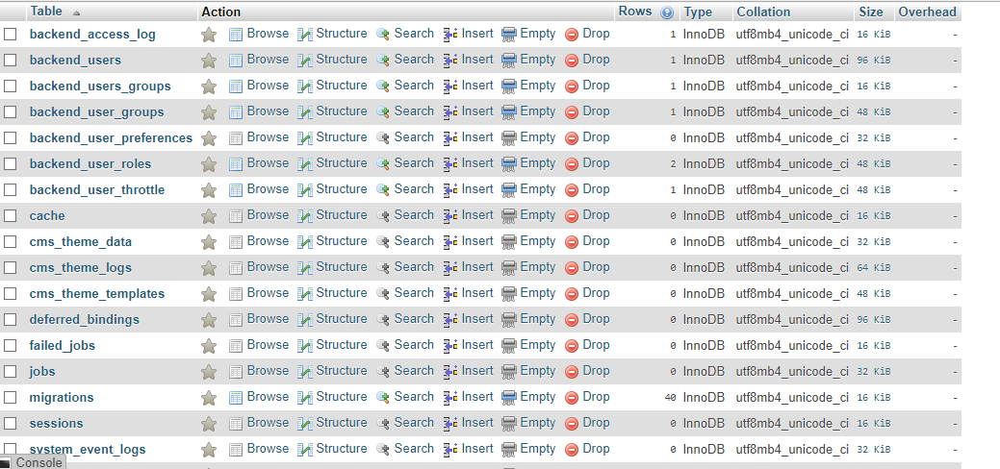 Table Action Rows Type Collation Size Overhead
backend_access_log Browse Structure Search Insert Empty Drop 1 InnoDB utf8mb4_unicode_ci 16 KiB -
backend_users Browse Structure Search Insert Empty Drop 1 InnoDB utf8mb4_unicode_ci 96 KiB -
backend_users_groups Browse Structure Search Insert Empty Drop 1 InnoDB utf8mb4_unicode_ci 16 KiB -
backend_user_groups Browse Structure Search Insert Empty Drop 1 InnoDB utf8mb4_unicode_ci 48 KiB -
backend_user_preferences Browse Structure Search Insert Empty Drop 0 InnoDB utf8mb4_unicode_ci 32 KiB -
backend_user_roles Browse Structure Search Insert Empty Drop 2 InnoDB utf8mb4_unicode_ci 48 KiB -
backend_user_throttle Browse Structure Search Insert Empty Drop 1 InnoDB utf8mb4_unicode_ci 48 KiB -
cache Browse Structure Search Insert Empty Drop 0 InnoDB utf8mb4_unicode_ci 16 KiB -
cms_theme_data Browse Structure Search Insert Empty Drop 0 InnoDB utf8mb4_unicode_ci 32 KiB -
cms_theme_logs Browse Structure Search Insert Empty Drop 0 InnoDB utf8mb4_unicode_ci 64 KiB -
cms_theme_templates Browse Structure Search Insert Empty Drop 0 InnoDB utf8mb4_unicode_ci 48 KiB -
deferred_bindings Browse Structure Search Insert Empty Drop 0 InnoDB utf8mb4_unicode_ci 96 KiB -
failed_jobs Browse Structure Search Insert Empty Drop 0 InnoDB utf8mb4_unicode_ci 16 KiB -
jobs Browse Structure Search Insert Empty Drop 0 InnoDB utf8mb4_unicode_ci 32 KiB -
migrations Browse Structure Search Insert Empty Drop 40 InnoDB utf8mb4_unicode_ci 16 KiB -
sessions Browse Structure Search Insert Empty Drop 0 InnoDB utf8mb4_unicode_ci 16 KiB -
system_event_logs Browse Structure Search Insert Empty Drop 0 InnoDB utf8mb4_unicode_ci 32 KiB -
Console